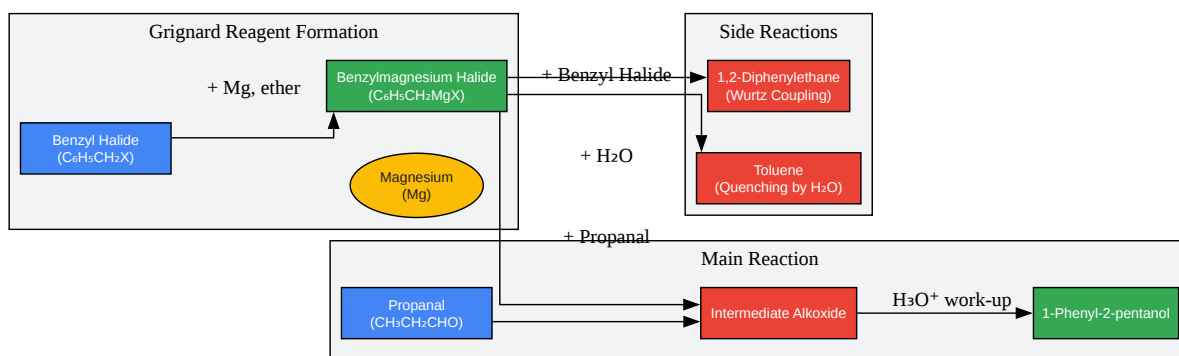 Grignard Reagent Formation
Side Reactions
Benzylmagnesium Halide
(C₆H₅CH₂MgX)
+ Benzyl Halide
1,2-Diphenylethane
(Wurtz Coupling)
+ Mg, ether
Benzyl Halide
(C₆H₅CH₂X)
+ H₂O
Toluene
(Quenching by H₂O)
Magnesium
(Mg)
+ Propanal
Main Reaction
Propanal
(CH₃CH₂CHO)
Intermediate Alkoxide
H₃O⁺ work-up
1-Phenyl-2-pentanol